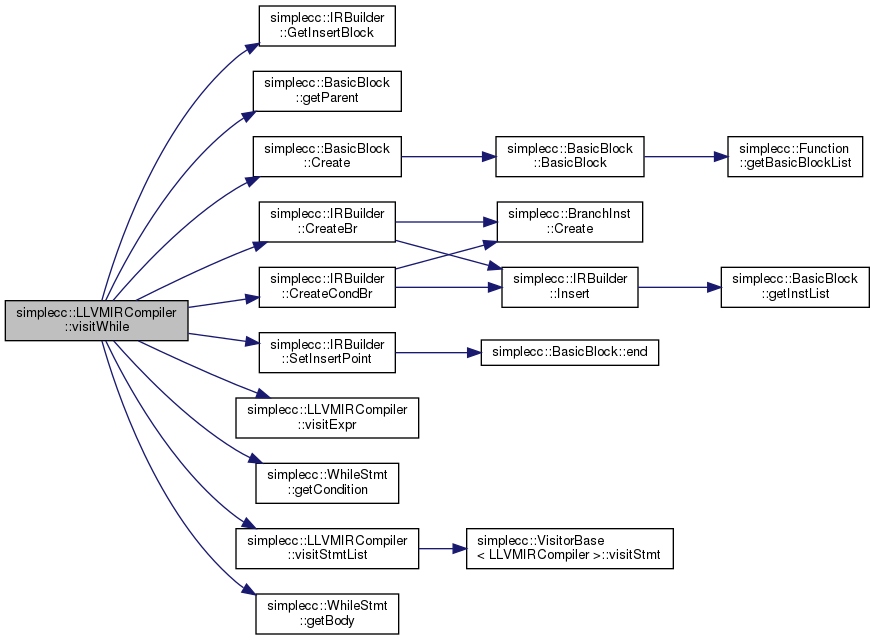 simplecc::IRBuilder
::GetInsertBlock
simplecc::BasicBlock
::getParent
simplecc::BasicBlock
::Create
simplecc::BasicBlock
::BasicBlock
simplecc::Function
::getBasicBlockList
simplecc::IRBuilder
::CreateBr
simplecc::BranchInst
::Create
simplecc::IRBuilder
::CreateCondBr
simplecc::IRBuilder
::Insert
simplecc::BasicBlock
::getInstList
simplecc::LLVMIRCompiler
::visitWhile
simplecc::IRBuilder
::SetInsertPoint
simplecc::BasicBlock::end
simplecc::LLVMIRCompiler
::visitExpr
simplecc::WhileStmt
::getCondition
simplecc::LLVMIRCompiler
::visitStmtList
simplecc::VisitorBase
< LLVMIRCompiler >::visitStmt
simplecc::WhileStmt
::getBody